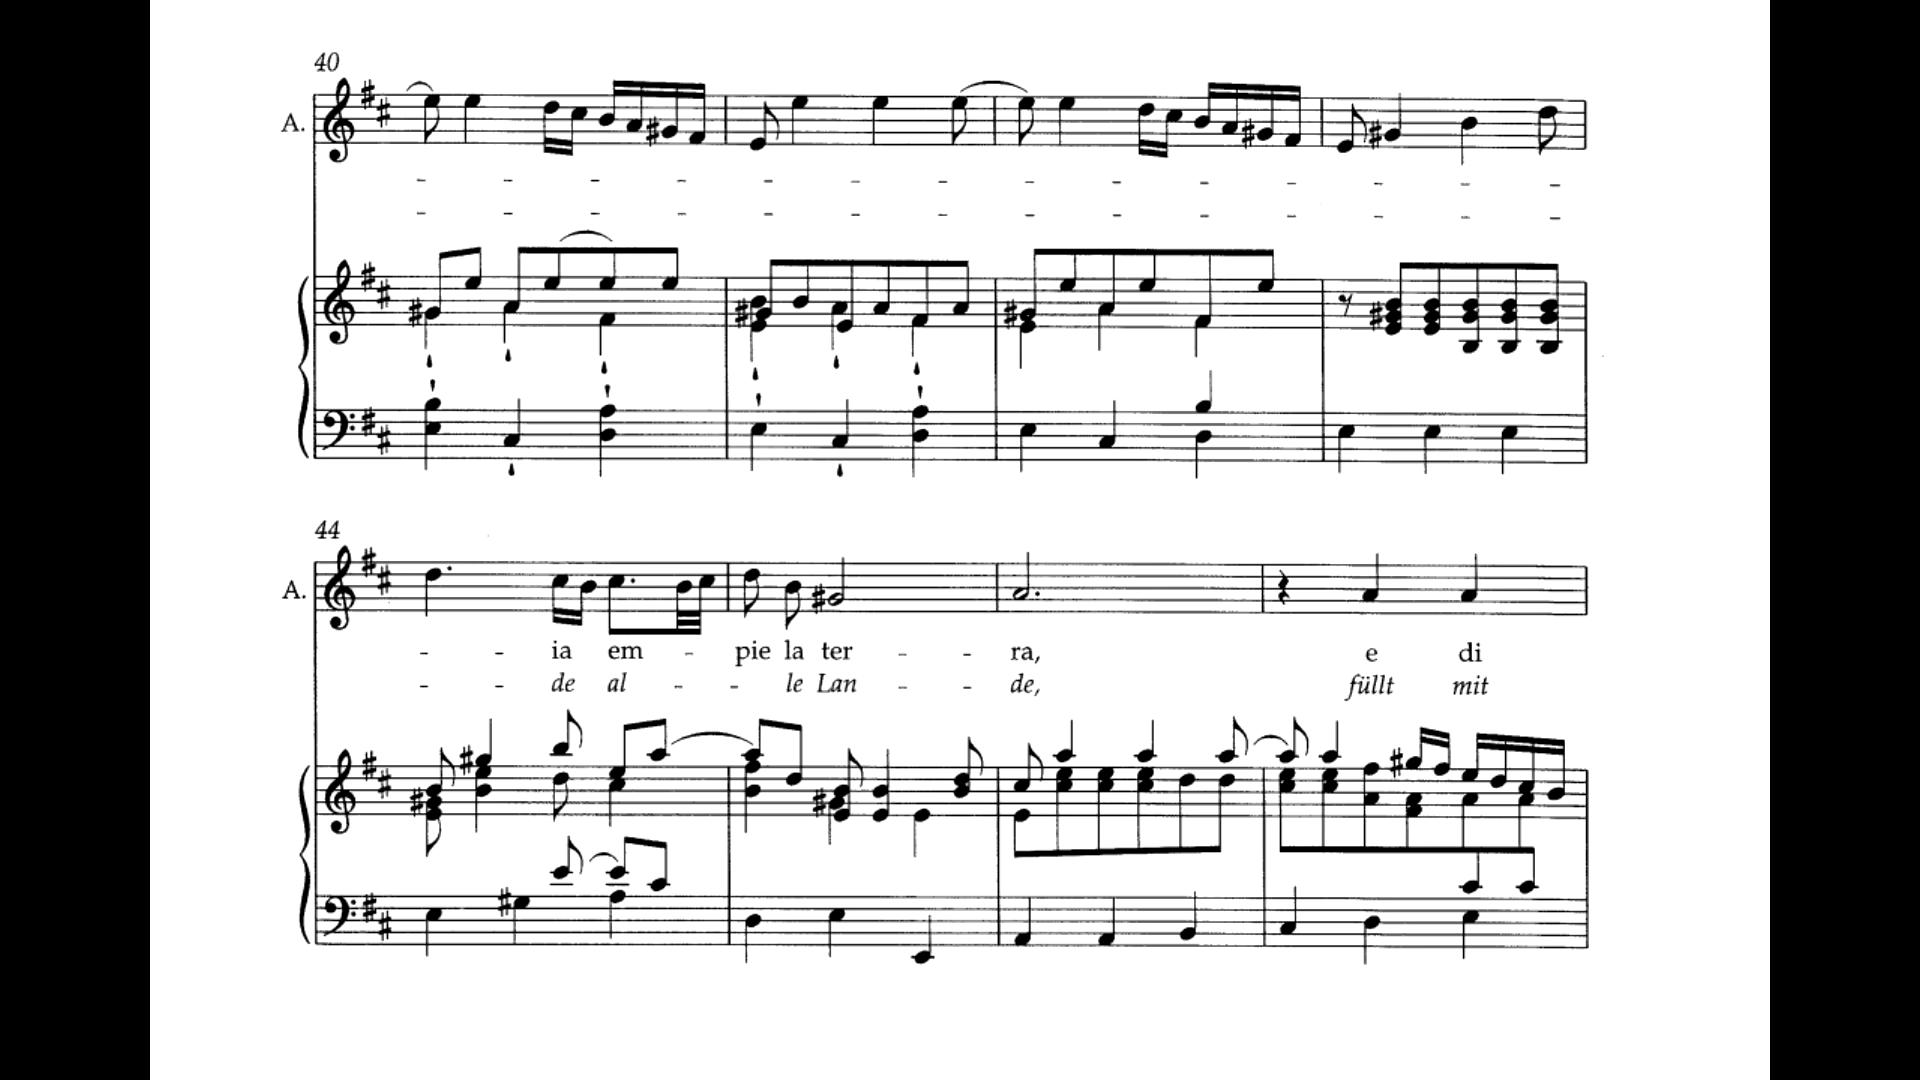 40
A.
44
A.
- - ia em - pie la ter - - ra, e di
- - de al - - le Lan - - de, füllt mit